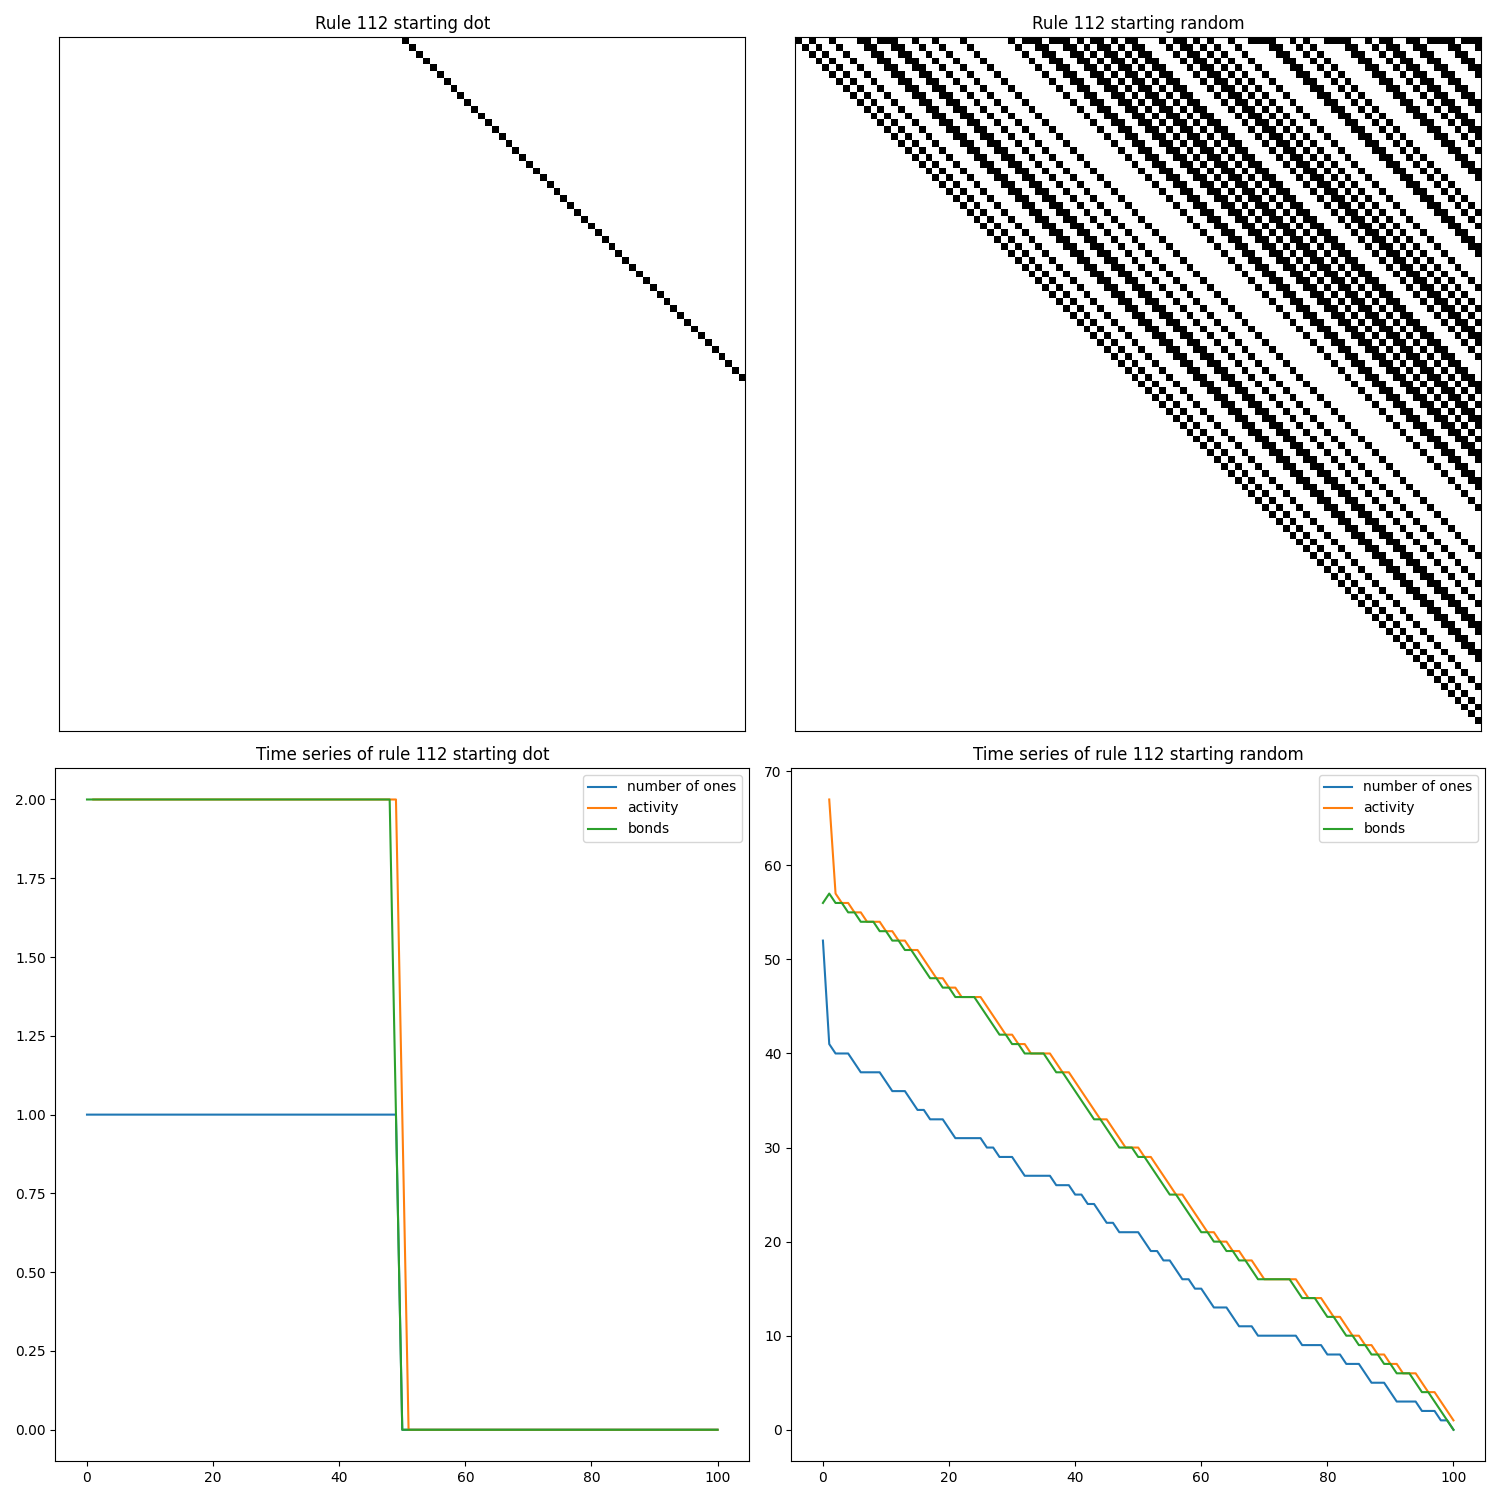 Rule 112 starting dot
Rule 112 starting random
Time series of rule 112 starting dot
2.00
1.75
1.50
1.25
1.00
0.75
0.50
0.25
0.00
0
20
40
60
80
100
number of ones
activity
bonds
Time series of rule 112 starting random
70
60
50
40
30
20
10
0
0
20
40
60
80
100
number of ones
activity
bonds